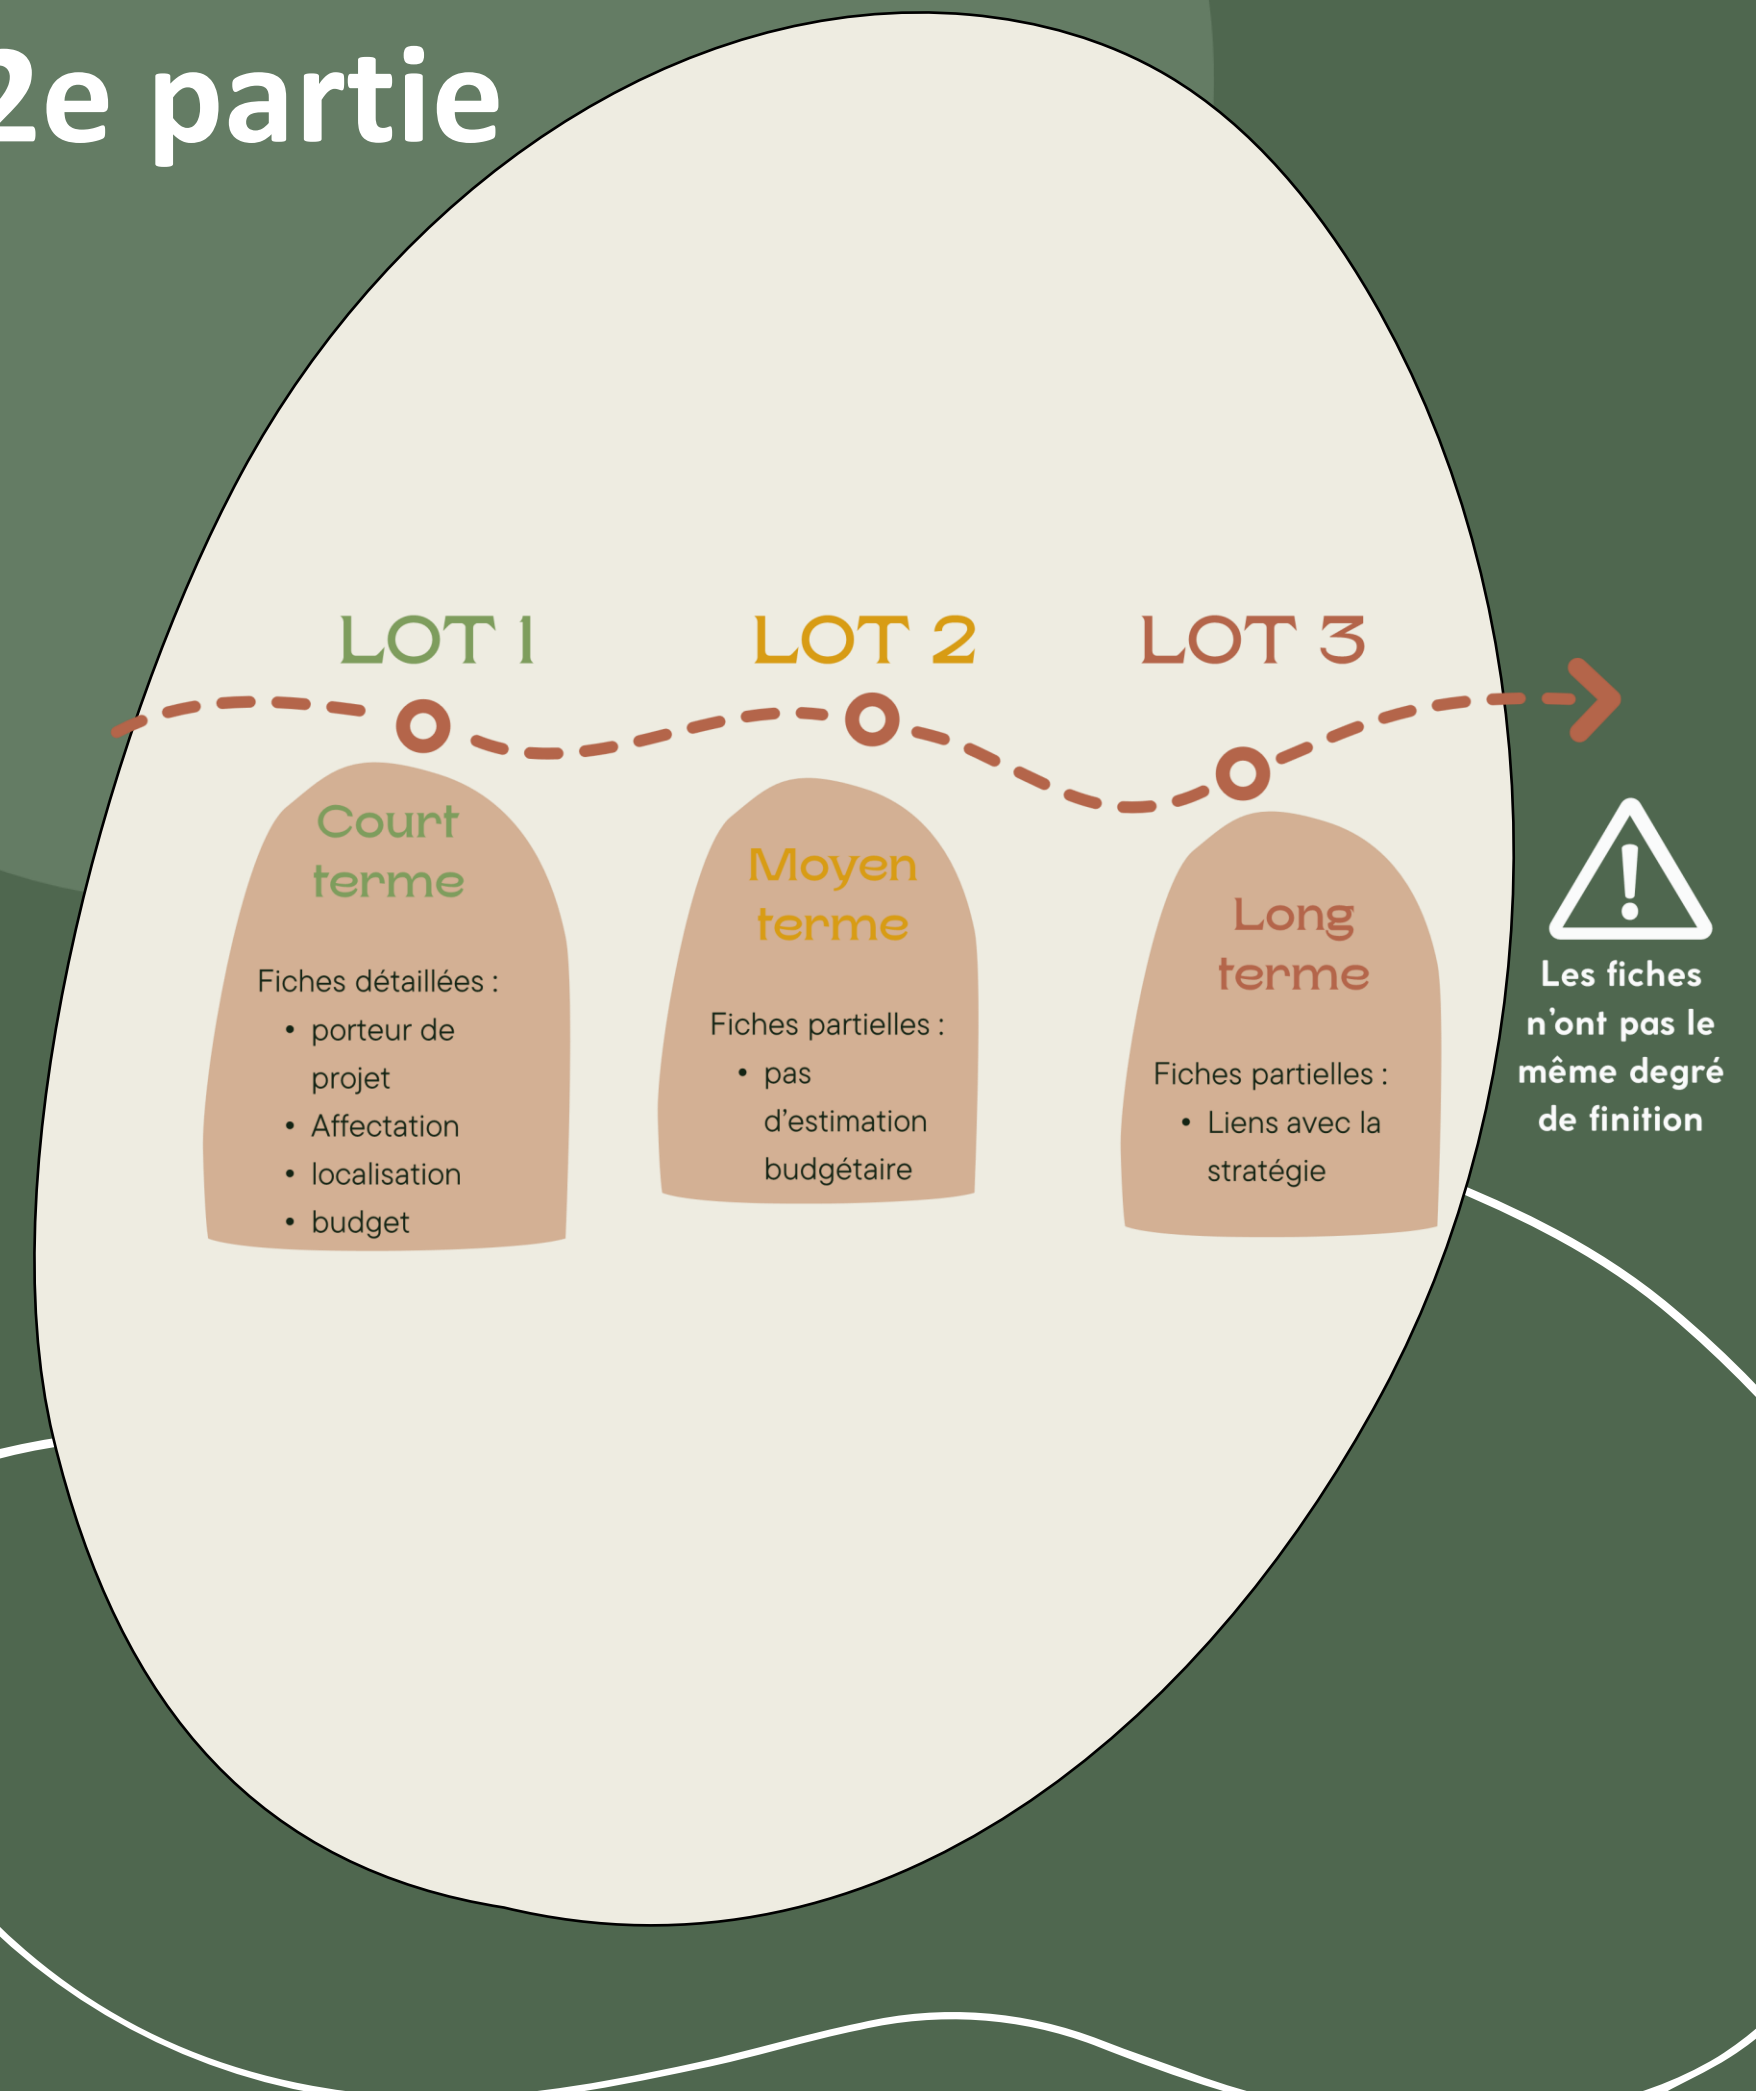 2e partie
LOT 1
Court
terme
Fiches détaillées :
• porteur de
projet
• Affectation
• localisation
• budget
LOT 2
Moyen
terme
Fiches partielles :
• pas
d'estimation
budgétaire
LOT 3
Long
terme
Fiches partielles :
• Liens avec la
stratégie
Les fiches
n'ont pas le
même degré
de finition